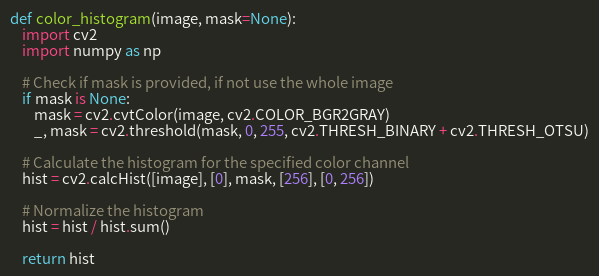 def color_histogram(image, mask=None):
    import cv2
    import numpy as np

    # Check if mask is provided, if not use the whole image
    if mask is None:
        mask = cv2.cvtColor(image, cv2.COLOR_BGR2GRAY)
        _, mask = cv2.threshold(mask, 0, 255, cv2.THRESH_BINARY + cv2.THRESH_OTSU)

    # Calculate the histogram for the specified color channel
    hist = cv2.calcHist([image], [0], mask, [256], [0, 256])

    # Normalize the histogram
    hist = hist / hist.sum()

    return hist